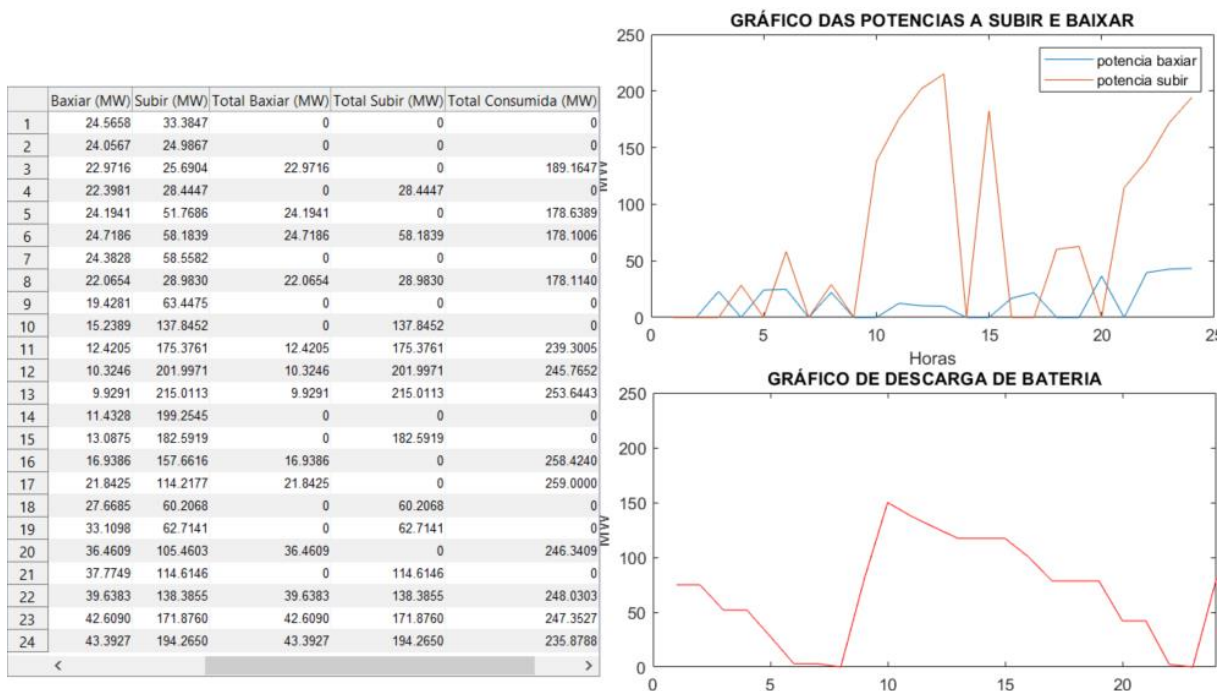 Baxiar (MW) Subir (MW) Total Baxiar (MW) Total Subir (MW) Total Consumida (MW)
1 24.5658 33.3847 0 0 0
2 24.0567 24.9867 0 0 0
3 22.9716 25.6904 22.9716 0 189.1647
4 22.3981 28.4447 0 28.4447 0
5 24.1941 51.7686 24.1941 0 178.6389
6 24.7186 58.1839 24.7186 58.1839 178.1006
7 24.3828 58.5582 0 0 0
8 22.0654 28.9830 22.0654 28.9830 178.1140
9 19.4281 63.4475 0 0 0
10 15.2389 137.8452 0 137.8452 0
11 12.4205 175.3761 12.4205 175.3761 239.3005
12 10.3246 201.9971 10.3246 201.9971 245.7652
13 9.9291 215.0113 9.9291 215.0113 253.6443
14 11.4328 199.2545 0 0 0
15 13.0875 182.5919 0 182.5919 0
16 16.9386 157.6616 16.9386 0 258.4240
17 21.8425 114.2177 21.8425 0 259.0000
18 27.6685 60.2068 0 60.2068 0
19 33.1098 62.7141 0 62.7141 0
20 36.4609 105.4603 36.4609 0 246.3409
21 37.7749 114.6146 0 114.6146 0
22 39.6383 138.3855 39.6383 138.3855 248.0303
23 42.6090 171.8760 42.6090 171.8760 247.3527
24 43.3927 194.2650 43.3927 194.2650 235.8788
GRÁFICO DAS POTENCIAS A SUBIR E BAIXAR
250
200
150
100
50
0
MW
potencia baxiar
potencia subir
0 5 10 15 20 25
Horas
GRÁFICO DE DESCARGA DE BATERIA
250
200
150
100
50
0
MW
0 5 10 15 20